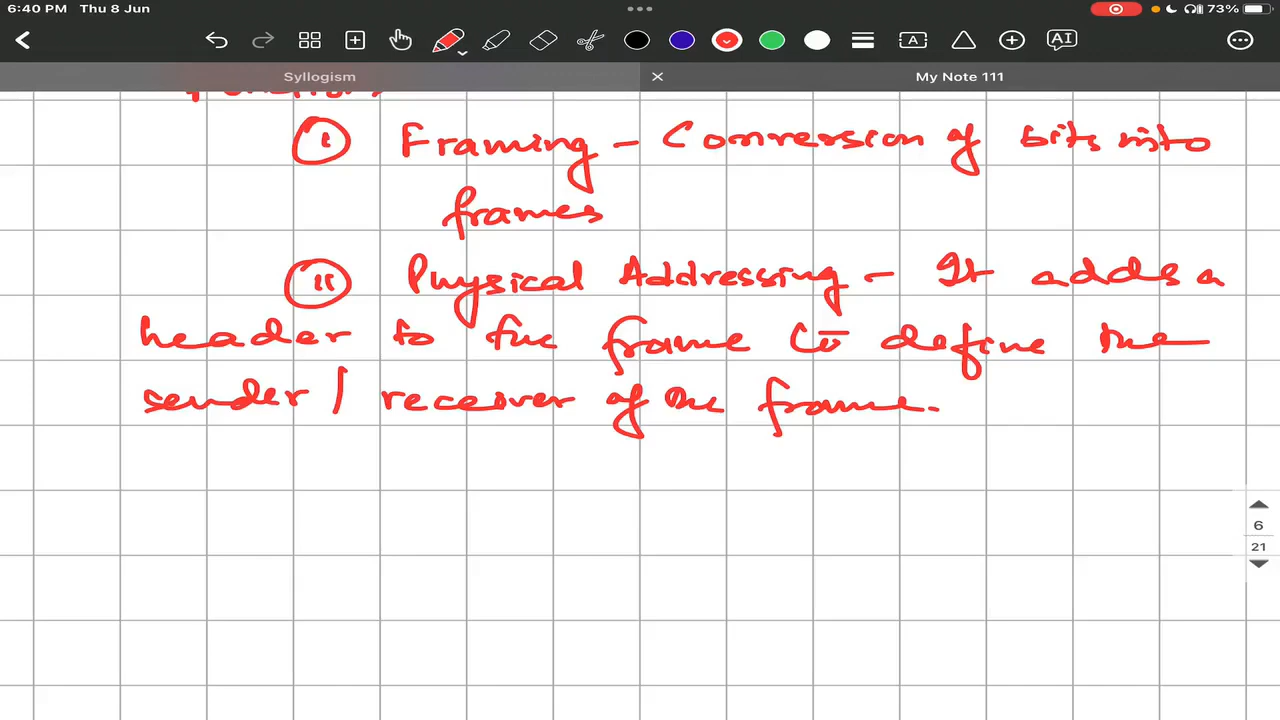 6:40 PM Thu 8 Jun
73%
AI
Syllogism
My Note 111
I Framing - Conversion of bits into
frames
II Physical Addressing - It adds a
header to the frame to define the
sender / receiver of the frame.
6
21